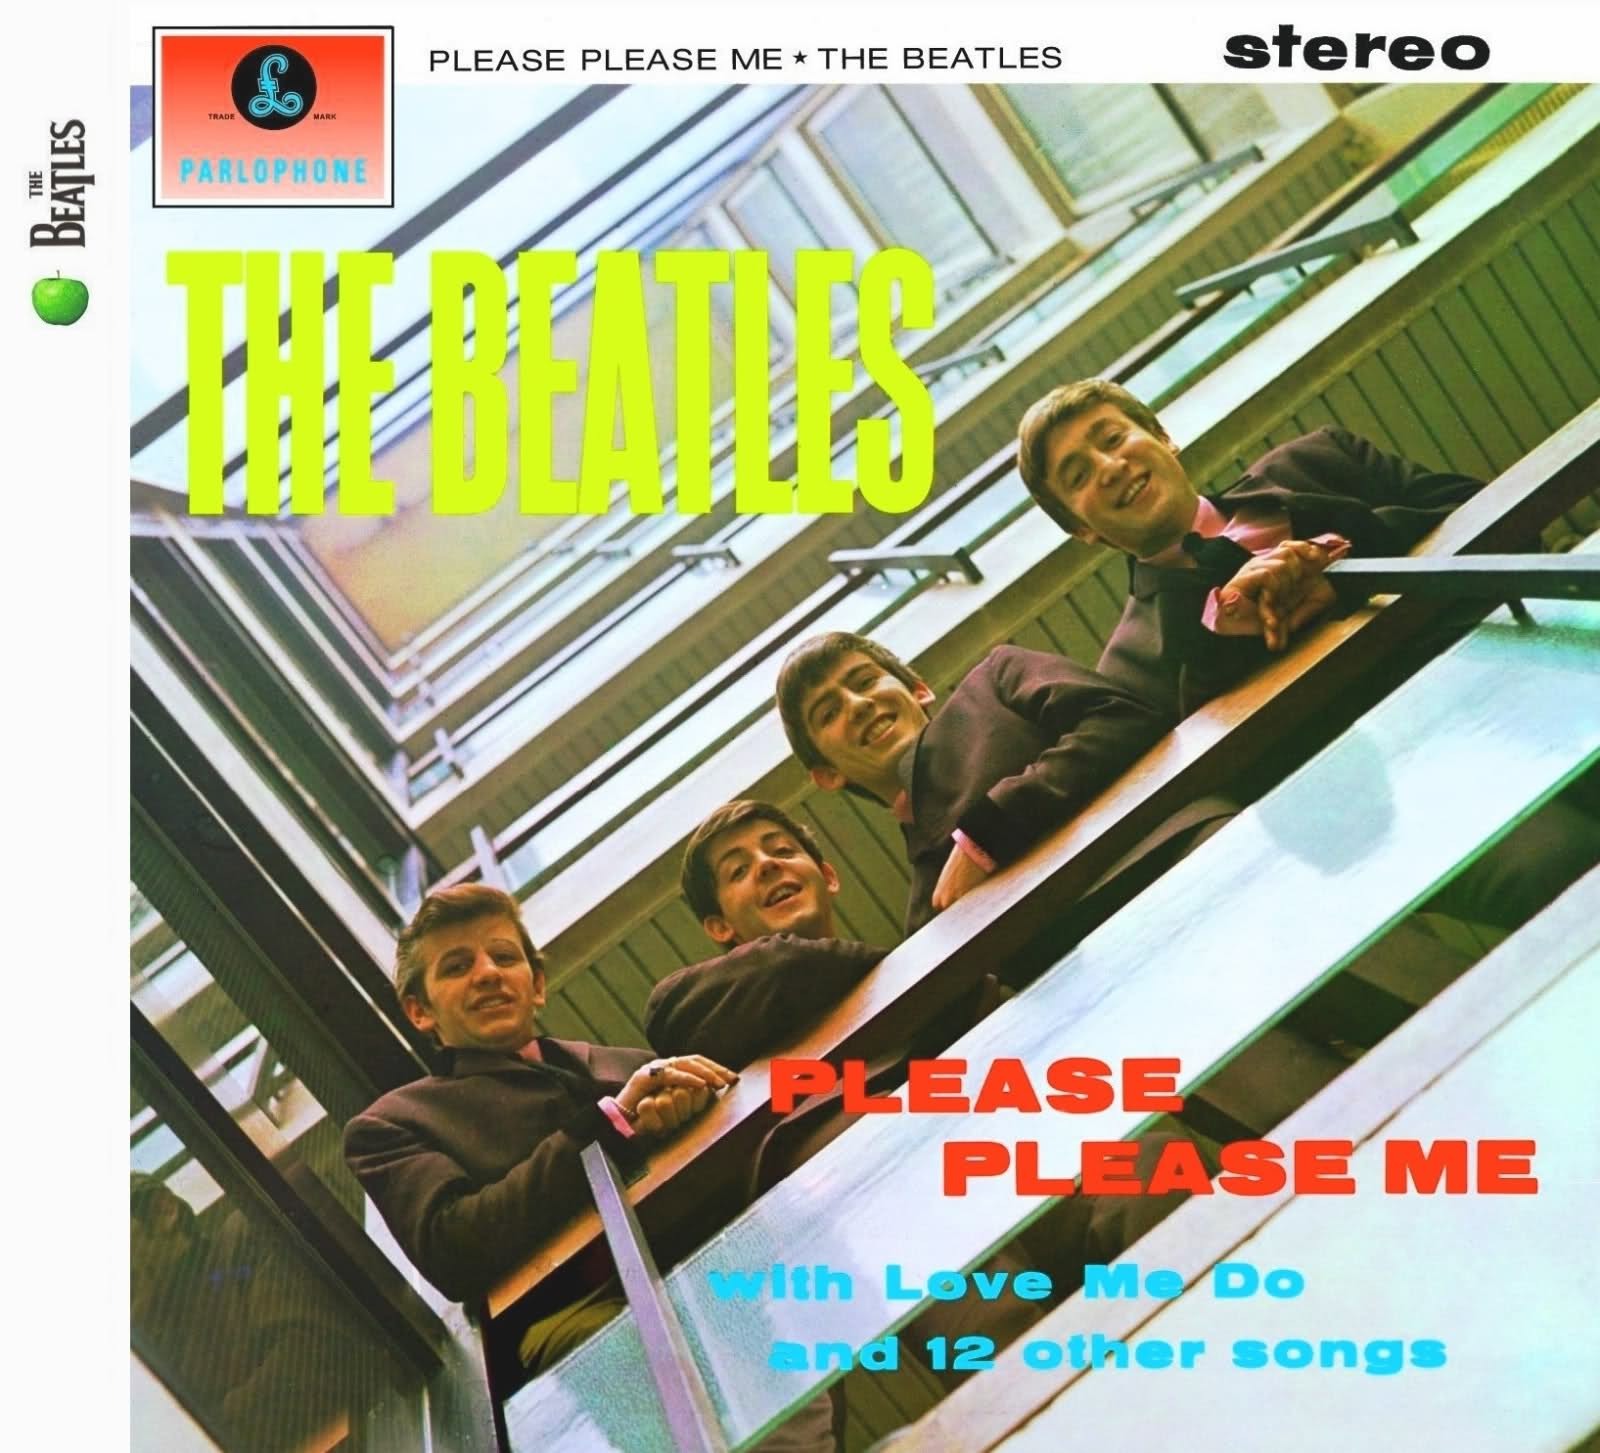 THE
BEATLES
TRADE MARK
PARLOPHONE
PLEASE PLEASE ME ★ THE BEATLES
stereo
THE BEATLES
PLEASE
PLEASE ME
with Love Me Do
and 12 other songs